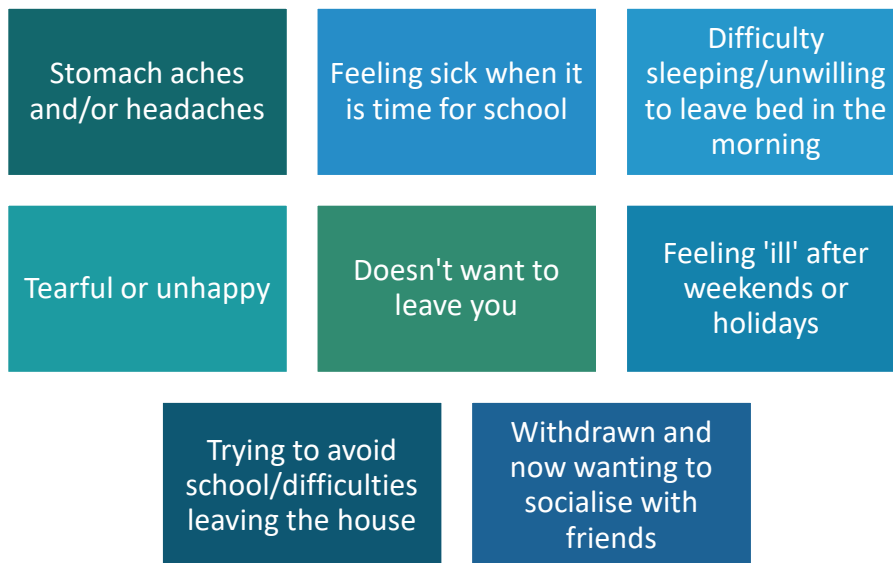 Stomach aches
and/or headaches
Feeling sick when it
is time for school
Difficulty
sleeping/unwilling
to leave bed in the
morning
Tearful or unhappy
Doesn't want to
leave you
Feeling 'ill' after
weekends or
holidays
Trying to avoid
school/difficulties
leaving the house
Withdrawn and
now wanting to
socialise with
friends